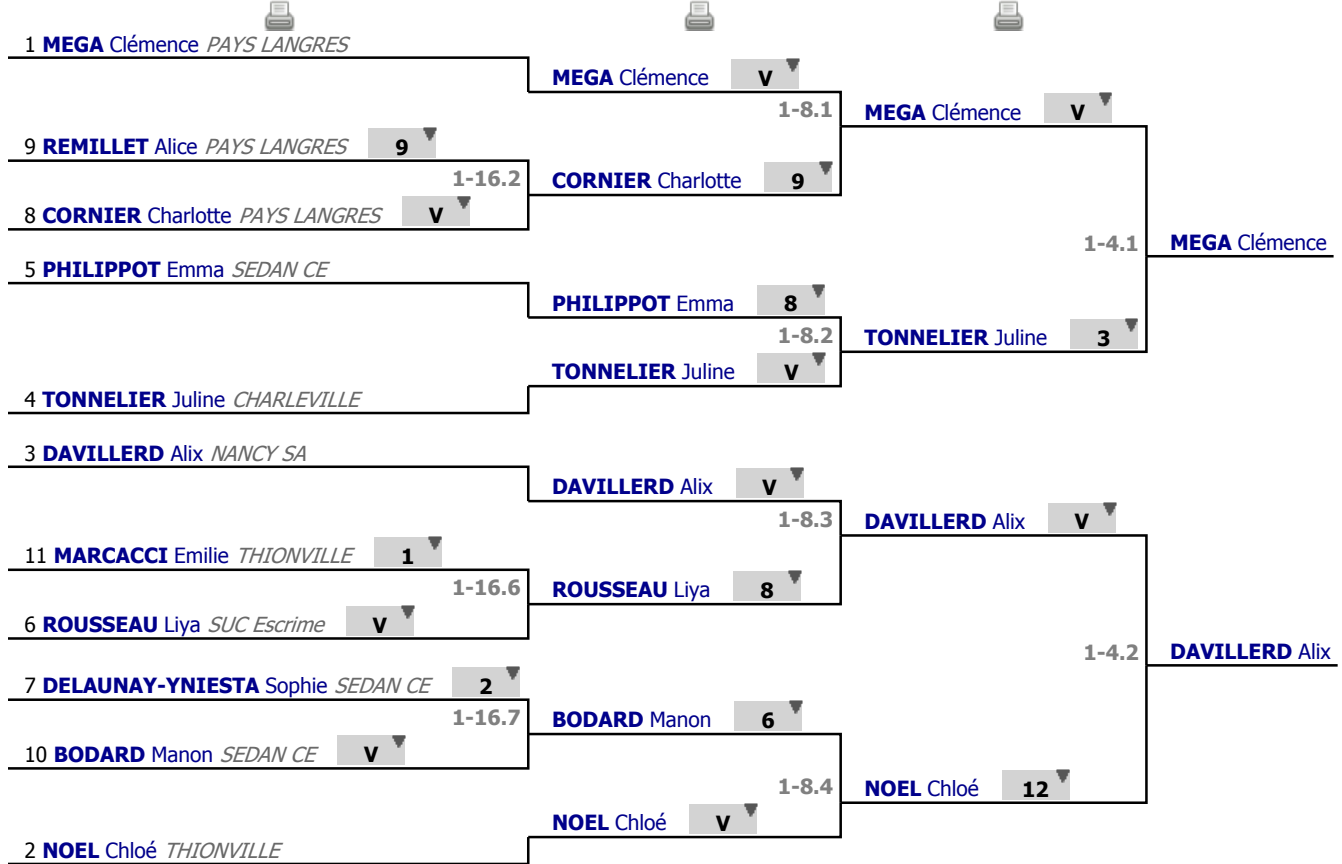 1 MEGA Clémence PAYS LANGRES
MEGA Clémence V
1-8.1
MEGA Clémence V
9 REMILLET Alice PAYS LANGRES 9
1-16.2
CORNIER Charlotte 9
8 CORNIER Charlotte PAYS LANGRES V
1-4.1
MEGA Clémence
5 PHILIPPOT Emma SEDAN CE
PHILIPPOT Emma 8
1-8.2
TONNELIER Juline 3
TONNELIER Juline V
4 TONNELIER Juline CHARLEVILLE
3 DAVILLERD Alix NANCY SA
DAVILLERD Alix V
1-8.3
DAVILLERD Alix V
11 MARCACCI Emilie THIONVILLE 1
1-16.6
ROUSSEAU Liya 8
6 ROUSSEAU Liya SUC Escrime V
1-4.2
DAVILLERD Alix
7 DELAUNAY-YNIESTA Sophie SEDAN CE 2
1-16.7
BODARD Manon 6
10 BODARD Manon SEDAN CE V
1-8.4
NOEL Chloé 12
NOEL Chloé V
2 NOEL Chloé THIONVILLE